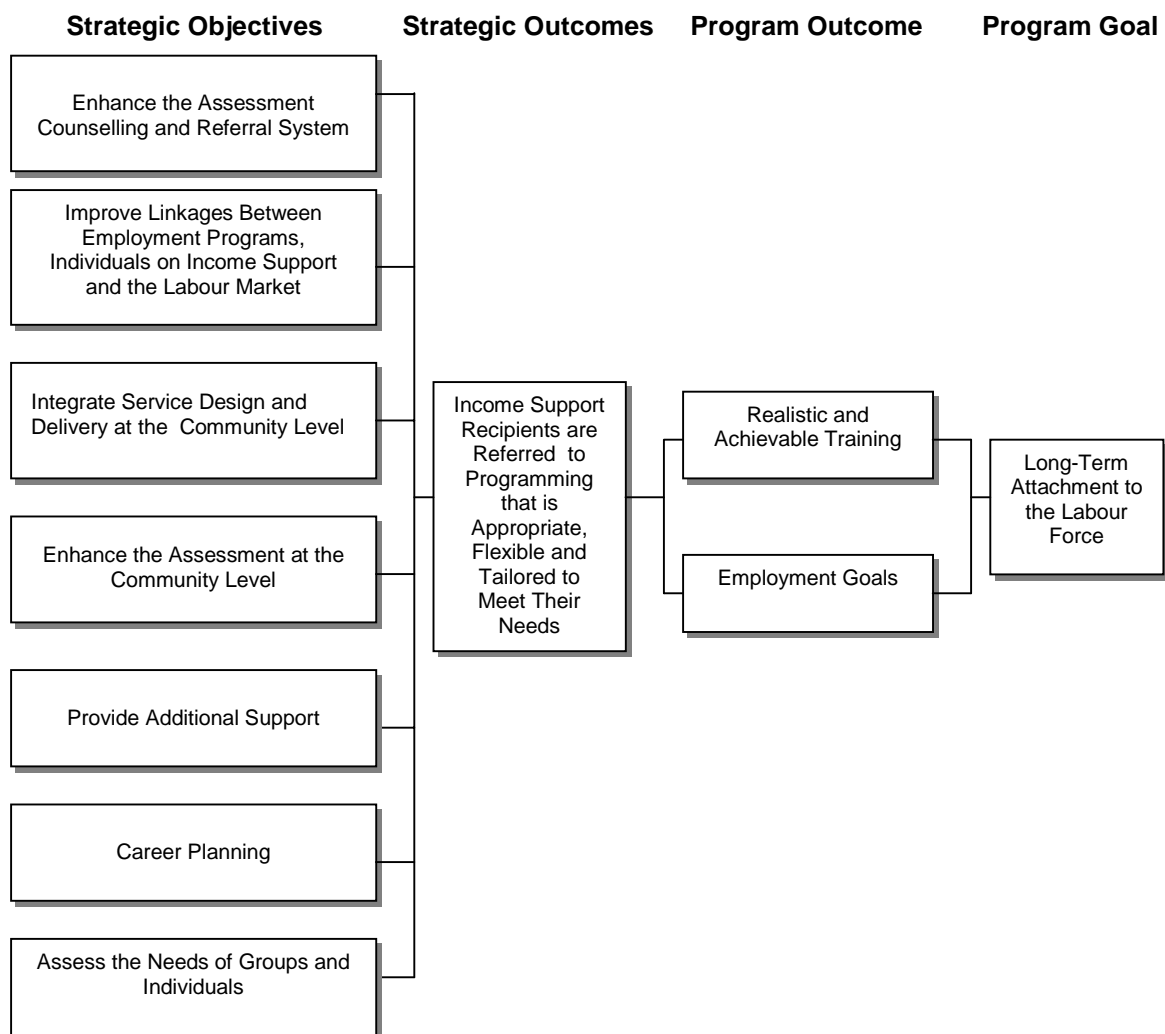 Strategic Objectives Strategic Outcomes Program Outcome Program Goal
Enhance the Assessment
Counselling and Referral System
Improve Linkages Between
Employment Programs,
Individuals on Income Support
and the Labour Market
Integrate Service Design and
Delivery at the Community Level
Enhance the Assessment at the
Community Level
Provide Additional Support
Career Planning
Assess the Needs of Groups and
Individuals
Income Support
Recipients are
Referred to
Programming
that is
Appropriate,
Flexible and
Tailored to
Meet Their
Needs
Realistic and
Achievable Training
Employment Goals
Long-Term
Attachment to
the Labour
Force